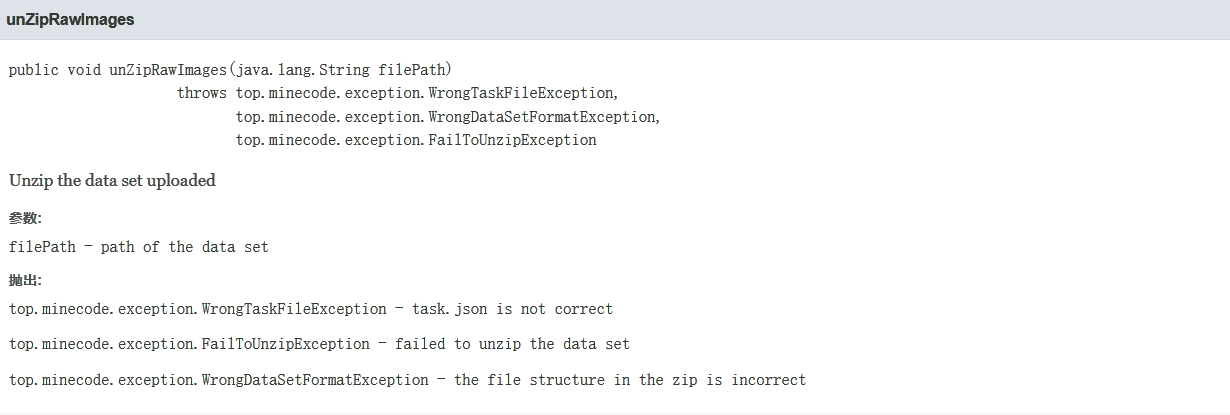 unZipRawImages
public void unZipRawImages(java.lang.String filePath)
throws top.minecode.exception.WrongTaskFileException,
top.minecode.exception.WrongDataSetFormatException,
top.minecode.exception.FailToUnzipException
Unzip the data set uploaded
参数:
filePath - path of the data set
抛出:
top.minecode.exception.WrongTaskFileException - task.json is not correct
top.minecode.exception.FailToUnzipException - failed to unzip the data set
top.minecode.exception.WrongDataSetFormatException - the file structure in the zip is incorrect